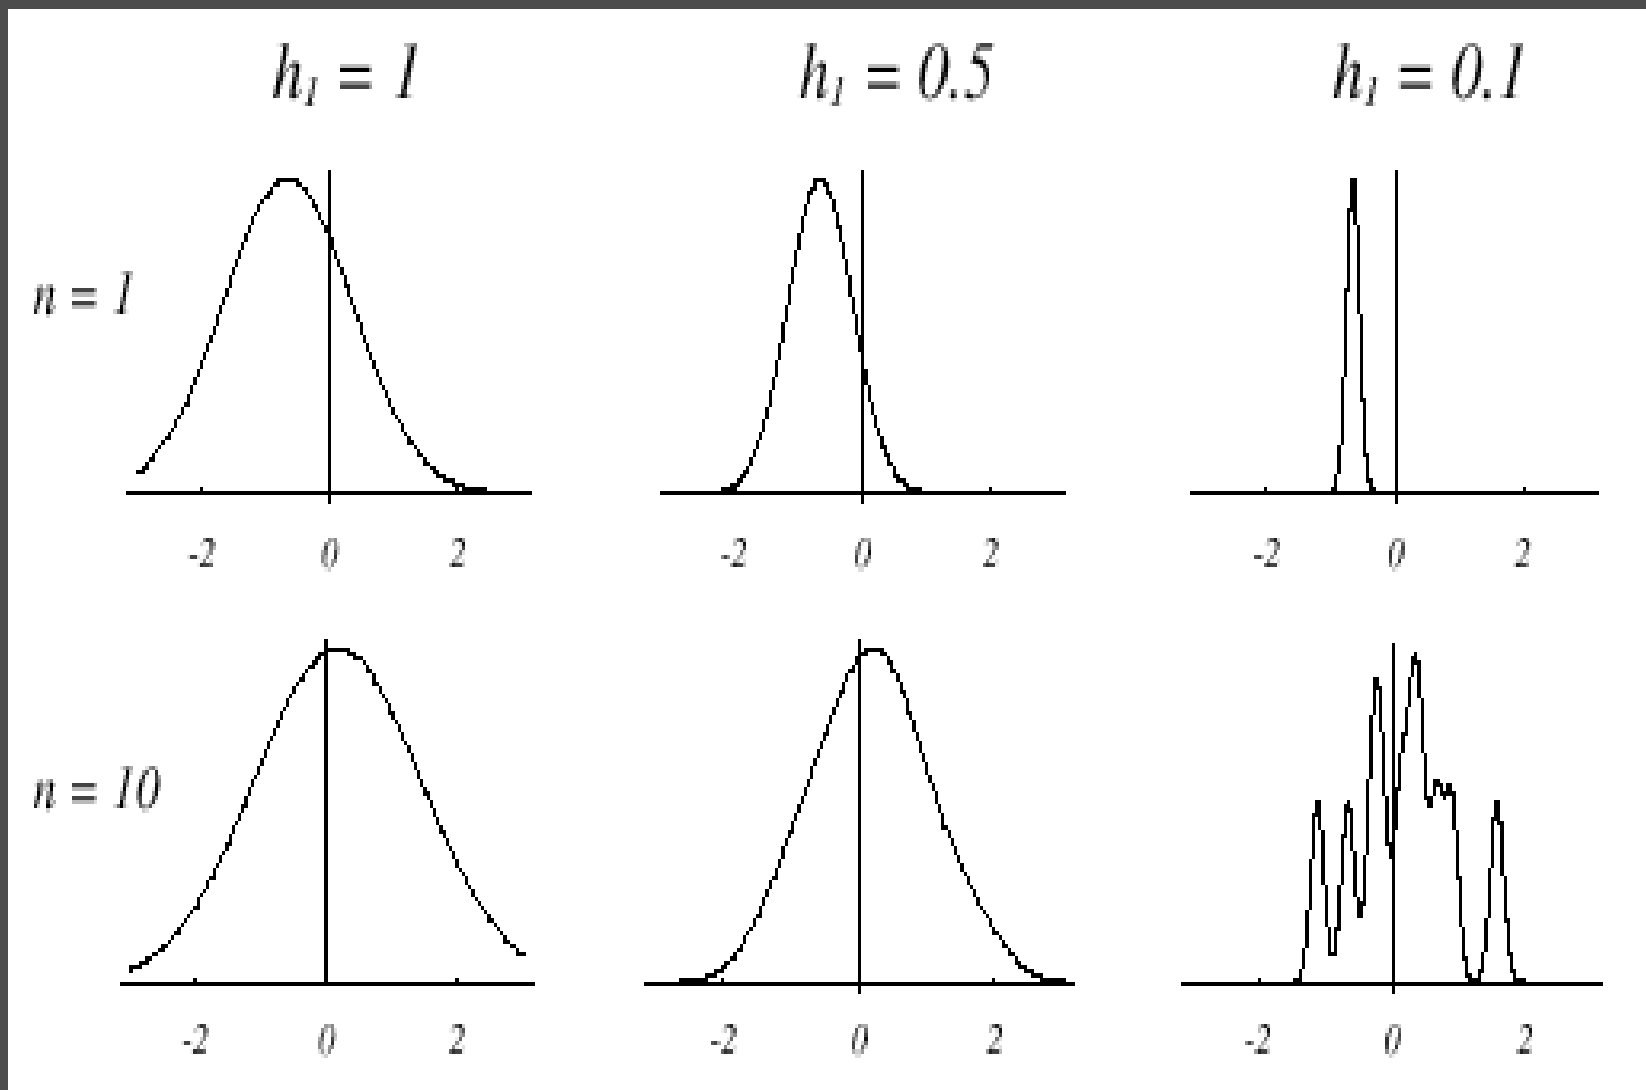 h₁ = 1 h₁ = 0.5 h₁ = 0.1
n = 1
-2 0 2 -2 0 2 -2 0 2
n = 10
-2 0 2 -2 0 2 -2 0 2